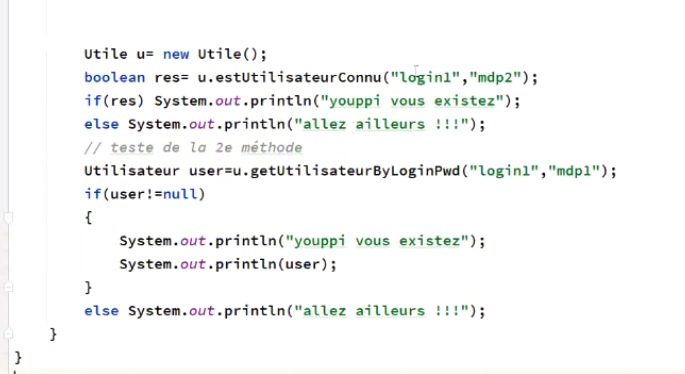 Utile u= new Utile();
boolean res= u.estUtilisateurConnu("login1","mdp2");
if(res) System.out.println("youppi vous existez");
else System.out.println("allez ailleurs !!!");
// teste de la 2e méthode
Utilisateur user=u.getUtilisateurByLoginPwd("login1","mdp1");
if(user!=null)
{
System.out.println("youppi vous existez");
System.out.println(user);
}
else System.out.println("allez ailleurs !!!");
}
}